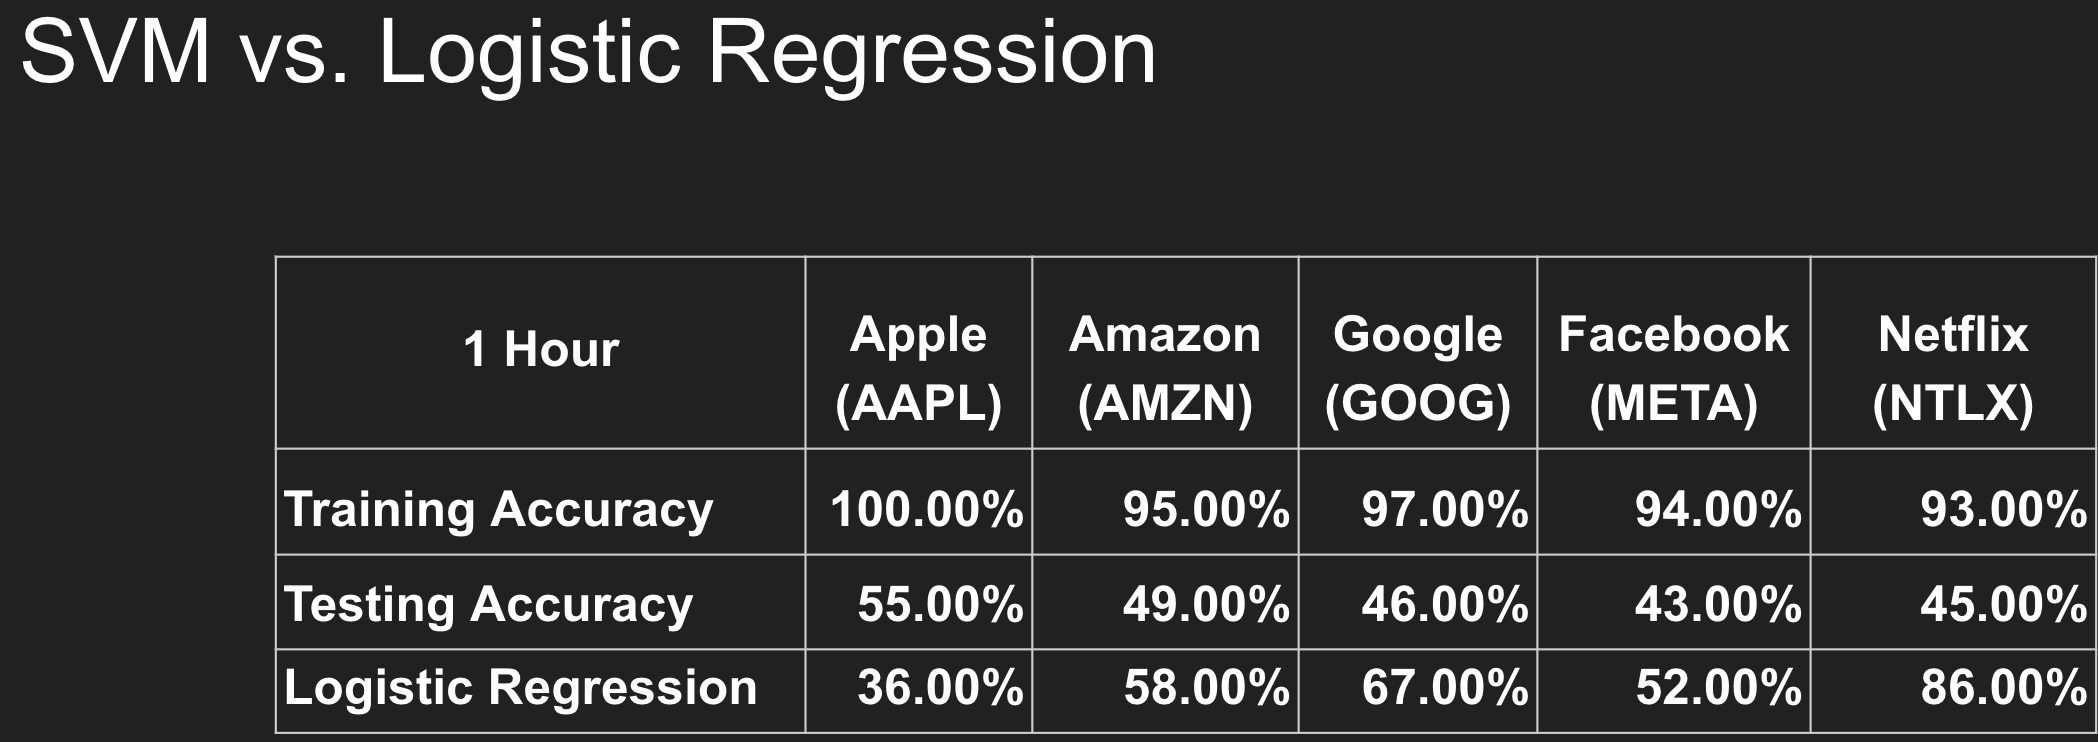 SVM vs. Logistic Regression
1 Hour
Apple
(AAPL)
Amazon
(AMZN)
Google
(GOOG)
Facebook
(META)
Netflix
(NTLX)
Training Accuracy 100.00% 95.00% 97.00% 94.00% 93.00%
Testing Accuracy 55.00% 49.00% 46.00% 43.00% 45.00%
Logistic Regression 36.00% 58.00% 67.00% 52.00% 86.00%